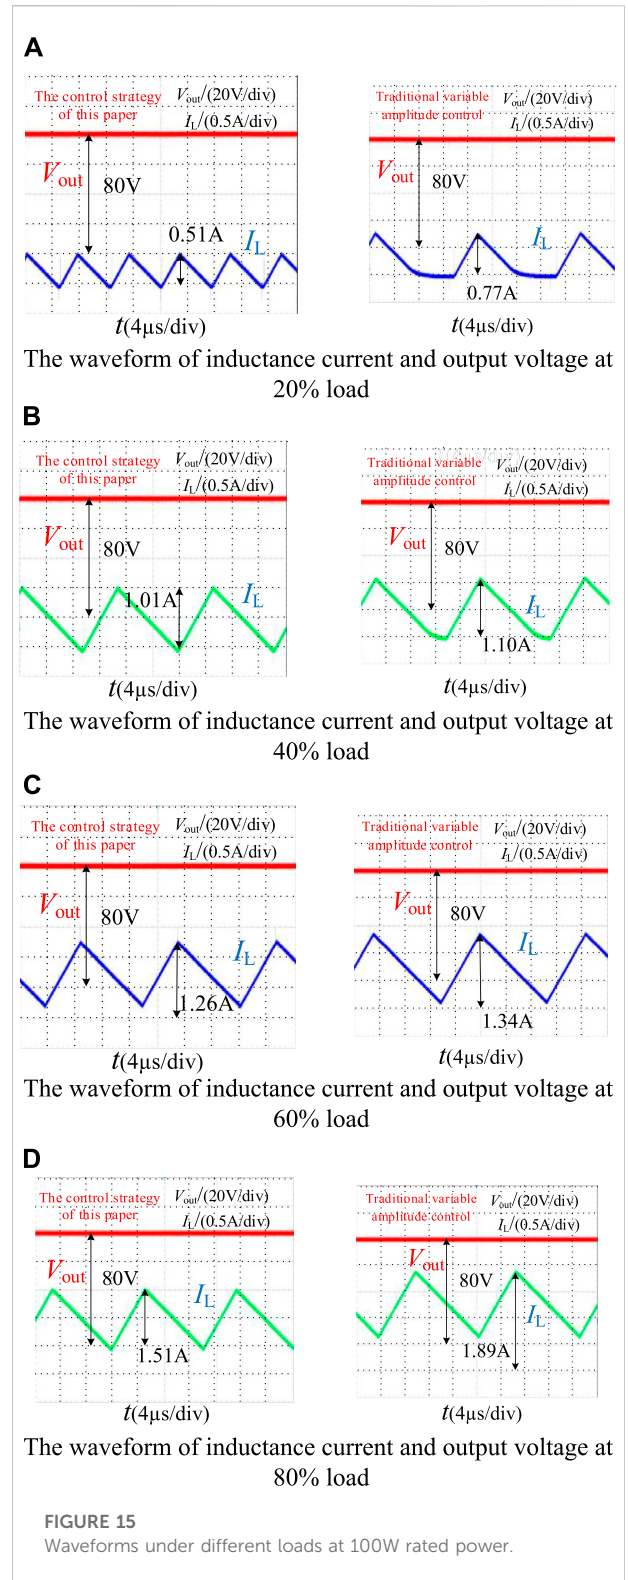 A
The control strategy
of this paper
Vout/(20V/div)
IL/(0.5A/div)
Vout
80V
0.51A
IL
t(4μs/div)
Traditional variable
amplitude control
Vout/(20V/div)
IL/(0.5A/div)
Vout
80V
IL
0.77A
t(4μs/div)
The waveform of inductance current and output voltage at
20% load
B
The control strategy
of this paper
Vout/(20V/div)
IL/(0.5A/div)
Vout
80V
1.01A
IL
t(4μs/div)
Traditional variable
amplitude control
Vout/(20V/div)
IL/(0.5A/div)
Vout
80V
IL
1.10A
t(4μs/div)
The waveform of inductance current and output voltage at
40% load
C
The control strategy
of this paper
Vout/(20V/div)
IL/(0.5A/div)
Vout
80V
IL
1.26A
t(4μs/div)
Traditional variable
amplitude control
Vout/(20V/div)
IL/(0.5A/div)
Vout
80V
IL
1.34A
t(4μs/div)
The waveform of inductance current and output voltage at
60% load
D
The control strategy
of this paper
Vout/(20V/div)
IL/(0.5A/div)
Vout
80V
IL
1.51A
t(4μs/div)
Traditional variable
amplitude control
Vout/(20V/div)
IL/(0.5A/div)
Vout
80V
IL
1.89A
t(4μs/div)
The waveform of inductance current and output voltage at
80% load
FIGURE 15
Waveforms under different loads at 100W rated power.